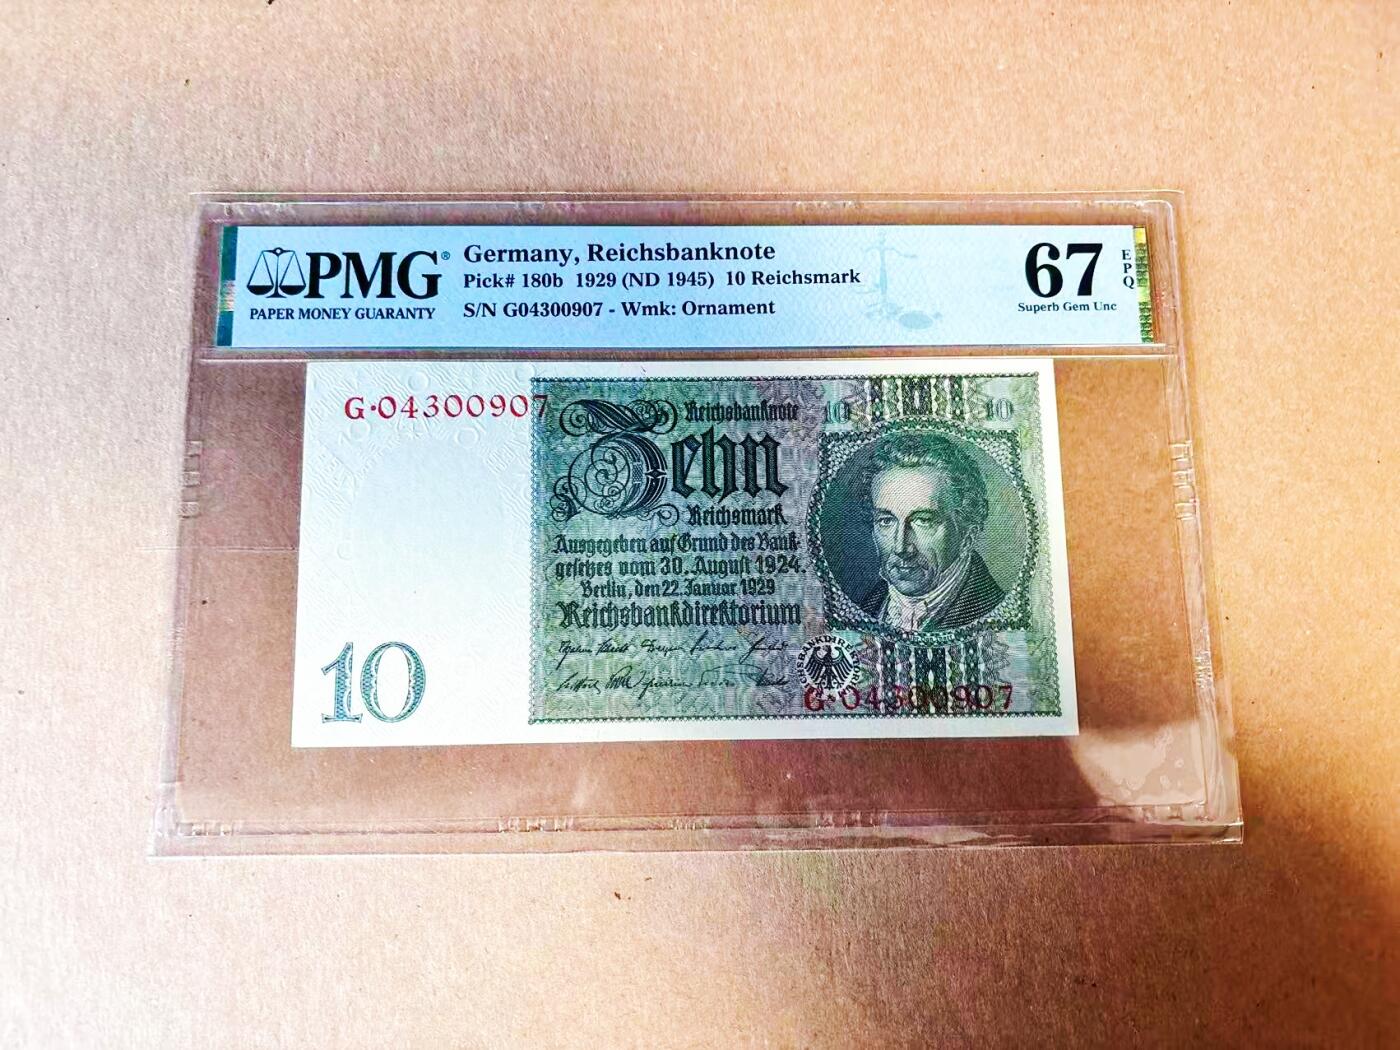 PMG®
PAPER MONEY GUARANTY
Germany, Reichsbanknote
Pick# 180b 1929 (ND 1945) 10 Reichsmark
S/N G04300907 - Wmk: Ornament
67
EPQ
Superb Gem Unc
G·04300907
Reichsbanknote
10
10
Zehn
Reichsmark
Ausgegeben auf Grund des Bank-
gesetzes vom 30. August 1924.
Berlin, den 22. Januar 1929
Reichsbankdirektorium
10
G·04300907